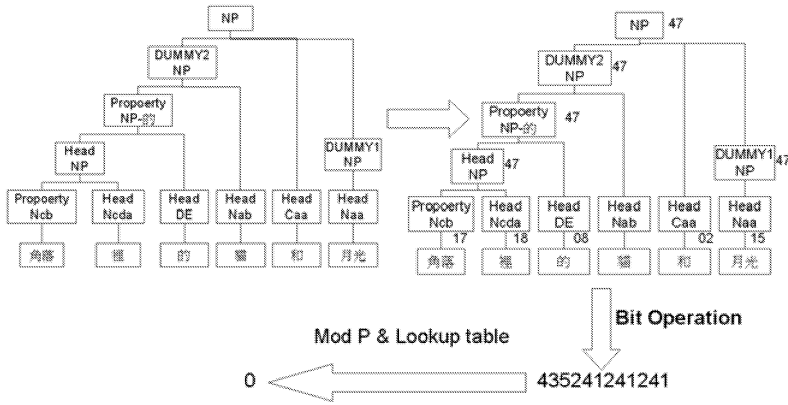 NP
DUMMY2
NP
Propoerty
NP-的
Head
NP
DUMMY1
NP
Propoerty
Ncb
Head
Ncda
Head
DE
Head
Nab
Head
Caa
Head
Naa
角落
裡
的
貓
和
月光
NP 47
DUMMY2 47
NP
Propoerty 47
NP-的
Head 47
NP
DUMMY1 47
NP
Propoerty
Ncb
Head
Ncda
Head
DE
Head
Nab
Head
Caa
Head
Naa
17
18
08
02
15
角落
裡
的
貓
和
月光
Bit Operation
Mod P & Lookup table
0
435241241241